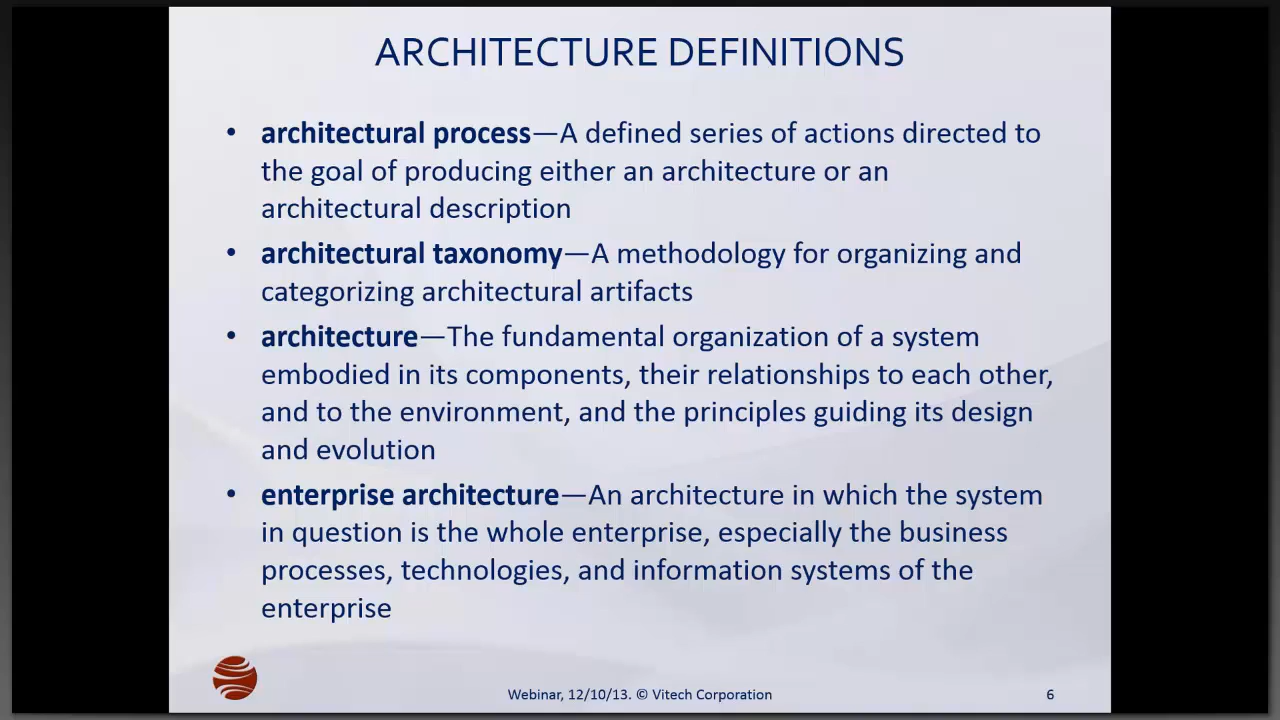 ARCHITECTURE DEFINITIONS
• architectural process—A defined series of actions directed to
the goal of producing either an architecture or an
architectural description
• architectural taxonomy—A methodology for organizing and
categorizing architectural artifacts
• architecture—The fundamental organization of a system
embodied in its components, their relationships to each other,
and to the environment, and the principles guiding its design
and evolution
• enterprise architecture—An architecture in which the system
in question is the whole enterprise, especially the business
processes, technologies, and information systems of the
enterprise
Webinar, 12/10/13. © Vitech Corporation
6